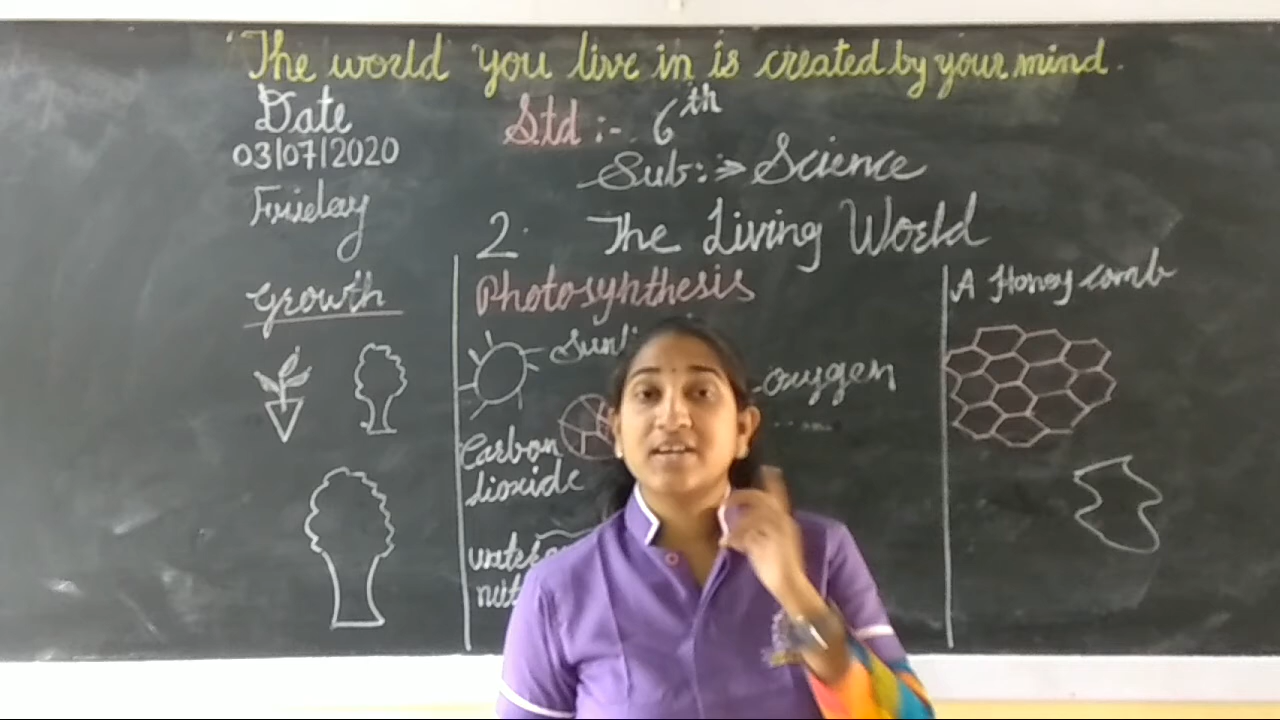 The world you live in is created by your mind.
Date
03/07/2020
Friday
Std :- 6th
Sub:⇒ Science
2. The Living World
Growth
Photosynthesis
oxygen
Carbon
dioxide
A Honey comb